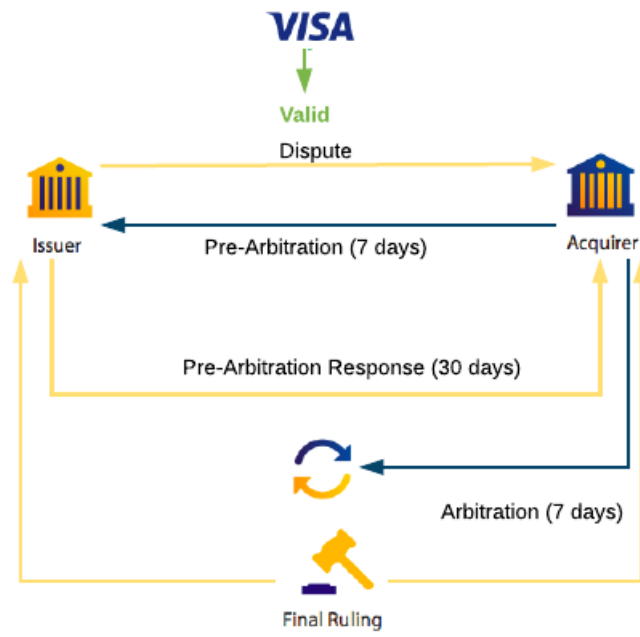 VISA
Valid
Dispute
Issuer
Acquirer
Pre-Arbitration (7 days)
Pre-Arbitration Response (30 days)
Arbitration (7 days)
Final Ruling